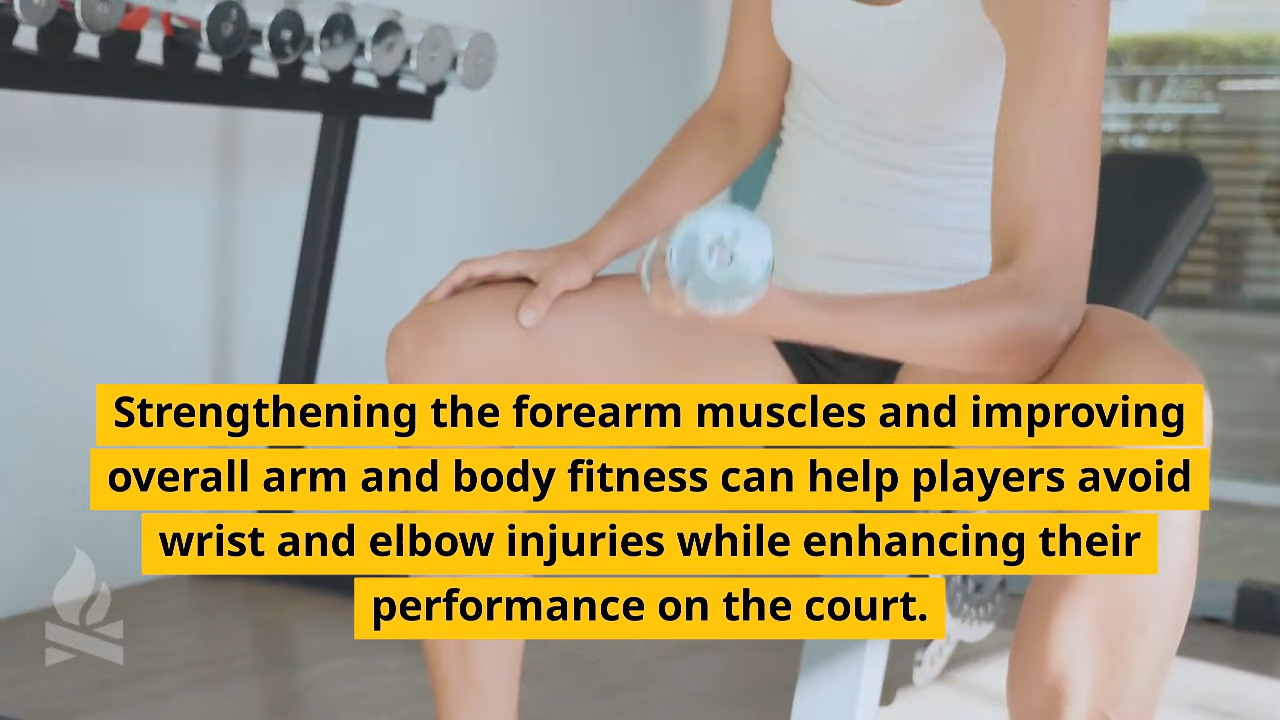 Strengthening the forearm muscles and improving
overall arm and body fitness can help players avoid
wrist and elbow injuries while enhancing their
performance on the court.